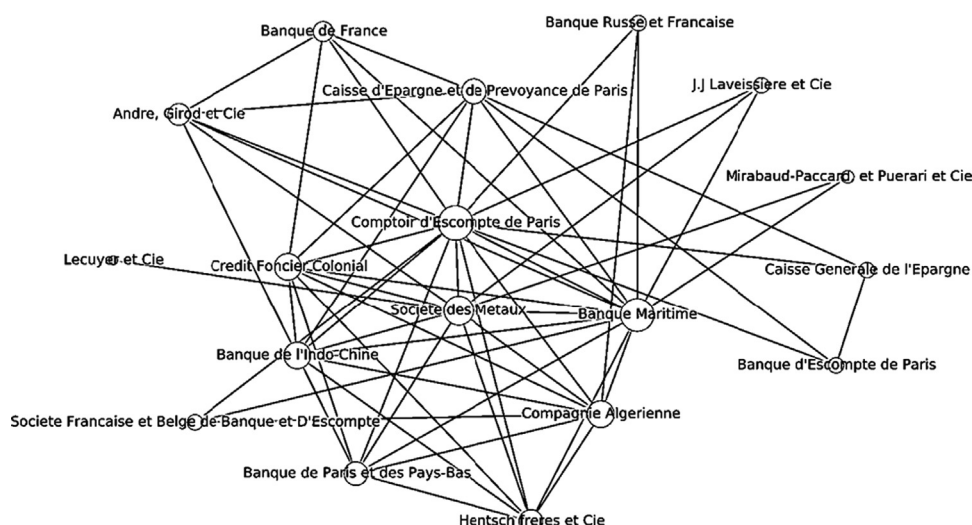 Banque Russe et Francaise
Banque de France
J.J Laveissiere et Cie
Caisse d'Epargne et de Prevoyance de Paris
Andre, Girod et Cie
Mirabaud-Paccard et Puerari et Cie
Comptoir d'Escompte de Paris
Lecuyer et Cie
Credit Foncier Colonial
Caisse Generale de l'Epargne
Societe des Metaux
Banque Maritime
Banque de l'Indo-Chine
Banque d'Escompte de Paris
Compagnie Algerienne
Societe Francaise et Belge de Banque et D'Escompte
Banque de Paris et des Pays-Bas
Hentsch freres et Cie